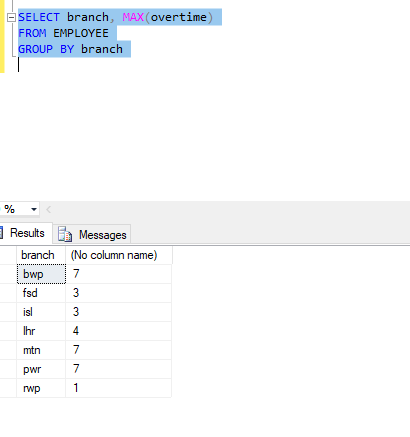 SELECT branch, MAX(overtime)
FROM EMPLOYEE
GROUP BY branch
%
Results Messages
branch (No column name)
bwp 7
fsd 3
isl 3
lhr 4
mtn 7
pwr 7
rwp 1